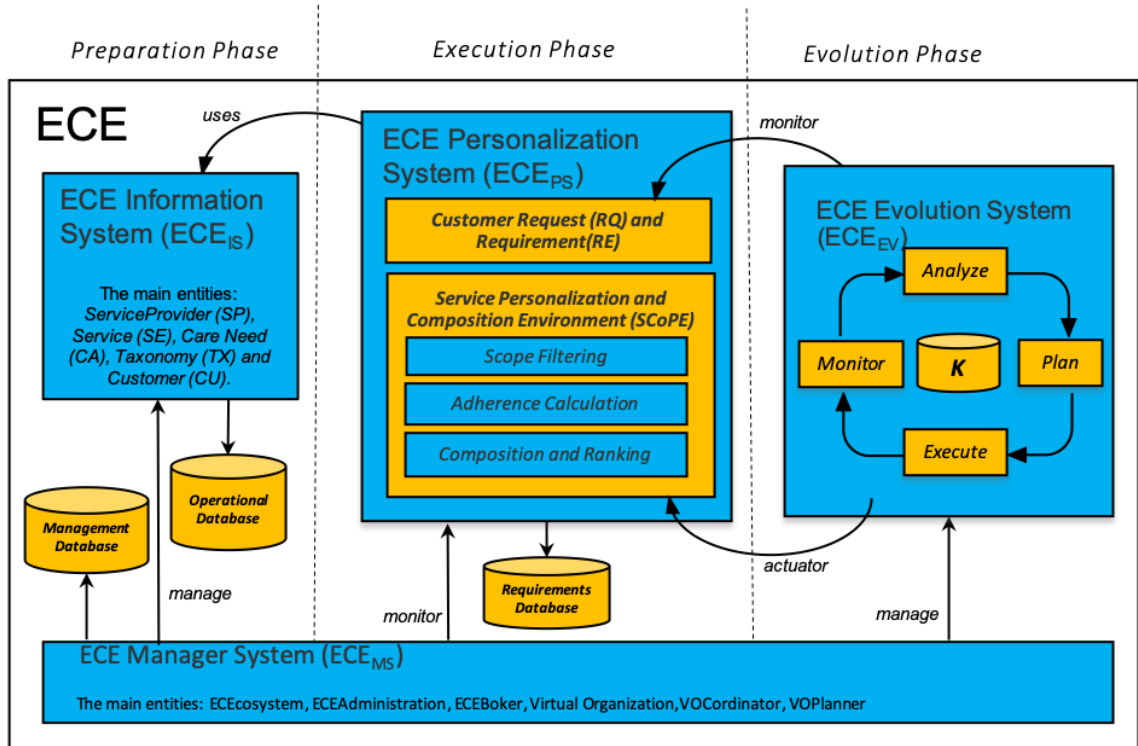 Preparation Phase
Execution Phase
Evolution Phase
ECE
uses
monitor
ECE Information
System (ECEIS)
The main entities:
ServiceProvider (SP),
Service (SE), Care Need
(CA), Taxonomy (TX) and
Customer (CU).
ECE Personalization
System (ECEPS)
Customer Request (RQ) and
Requirement(RE)
Service Personalization and
Composition Environment (SCoPE)
Scope Filtering
Adherence Calculation
Composition and Ranking
ECE Evolution System
(ECEEV)
Analyze
Monitor
K
Plan
Execute
Operational
Database
Management
Database
Requirements
Database
manage
monitor
actuator
manage
ECE Manager System (ECEMS)
The main entities: ECEcosystem, ECEAdministration, ECEBoker, Virtual Organization,VOCordinator, VOPlanner